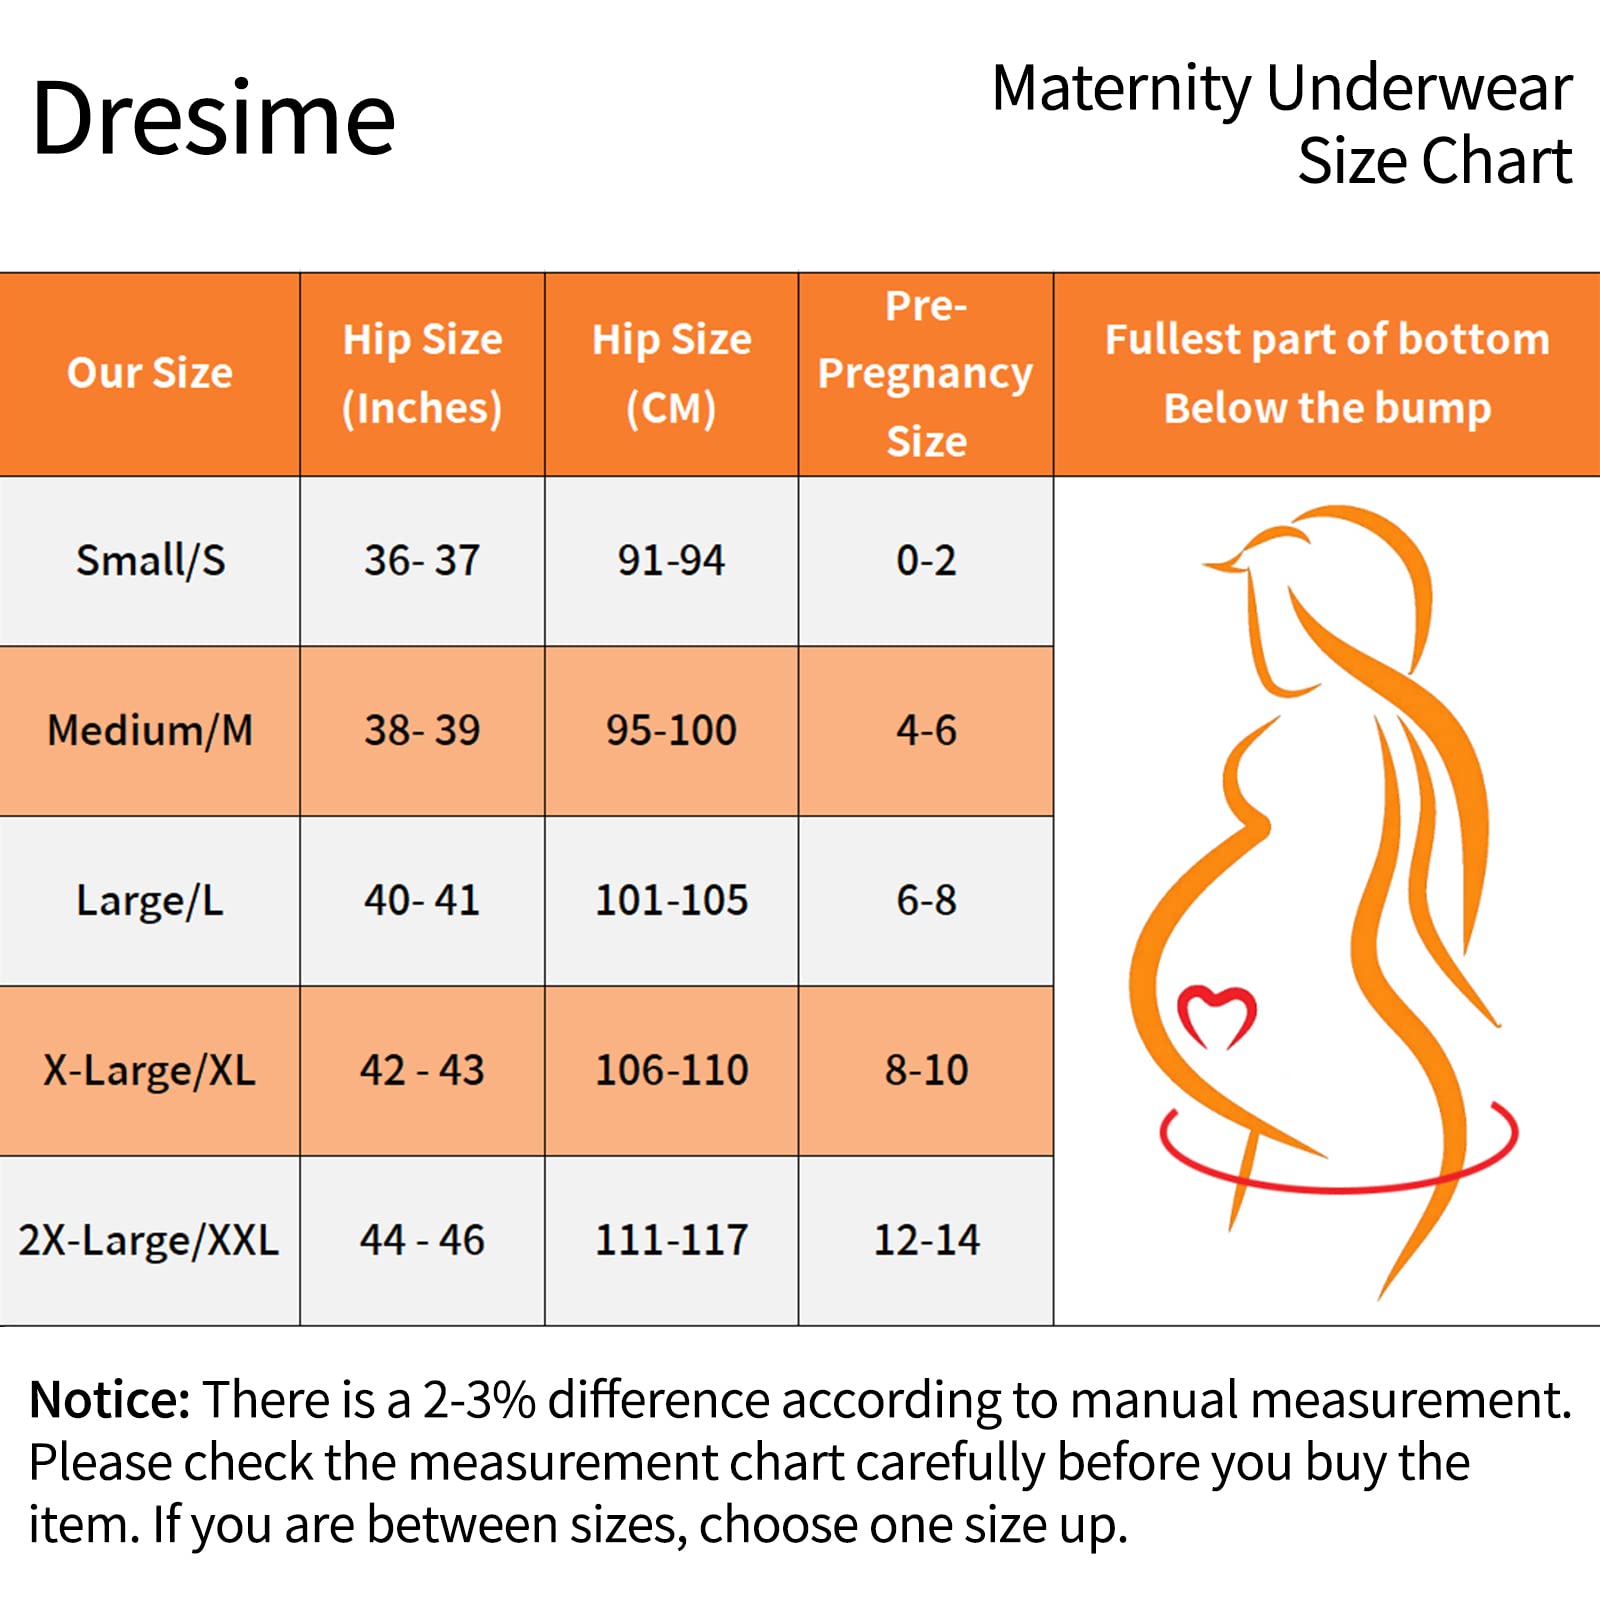 Dresime
Maternity Underwear
Size Chart
Our Size
Hip Size
(Inches)
Hip Size
(CM)
Pre-
Pregnancy
Size
Fullest part of bottom
Below the bump
Small/S 36- 37 91-94 0-2
Medium/M 38- 39 95-100 4-6
Large/L 40- 41 101-105 6-8
X-Large/XL 42 - 43 106-110 8-10
2X-Large/XXL 44 - 46 111-117 12-14
Notice: There is a 2-3% difference according to manual measurement.
Please check the measurement chart carefully before you buy the
item. If you are between sizes, choose one size up.